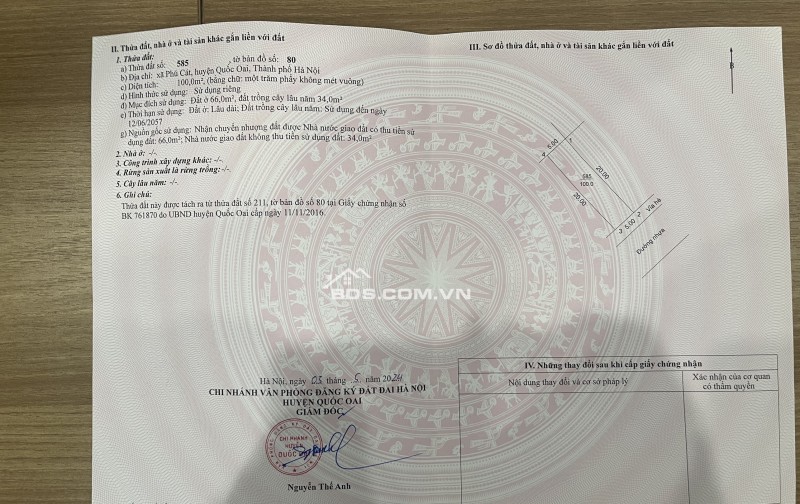 II. Thửa đất, nhà ở và tài sản khác gắn liền với đất
1. Thửa đất:
a) Thửa đất số: 585, tờ bản đồ số: 80
b) Địa chỉ: xã Phú Cát, huyện Quốc Oai, Thành phố Hà Nội
c) Diện tích: 100,0m², (bằng chữ: một trăm phẩy không mét vuông)
d) Hình thức sử dụng: Sử dụng riêng
đ) Mục đích sử dụng: Đất ở 66,0m², đất trồng cây lâu năm 34,0m²
e) Thời hạn sử dụng: Đất ở: Lâu dài; Đất trồng cây lâu năm: Sử dụng đến ngày
12/06/2057
g) Nguồn gốc sử dụng: Nhận chuyển nhượng đất được Nhà nước giao đất có thu tiền sử
dụng đất: 66.0m²; Nhà nước giao đất không thu tiền sử dụng đất: 34,0m²
2. Nhà ở: -/-.
3. Công trình xây dựng khác: -/-.
4. Rừng sản xuất là rừng trồng: -/-.
5. Cây lâu năm: -/-.
6. Ghi chú:
Thửa đất này được tách ra từ thửa đất số 211, tờ bản đồ số 80 tại Giấy chứng nhận số
BK 761870 do UBND huyện Quốc Oai cấp ngày 11/11/2016.
III. Sơ đồ thửa đất, nhà ở và tài sản khác gắn liền với đất
B
4 5.00 1
20.00
585
100.0
20.00
3 5.00 2
Vỉa hè
Đường nhựa
BDS.COM.VN
Hà Nội, ngày 03 tháng 5 năm 2024
CHI NHÁNH VĂN PHÒNG ĐĂNG KÝ ĐẤT ĐAI HÀ NỘI
HUYỆN QUỐC OAI
GIÁM ĐỐC
CHI NHÁNH
HUYỆN
QUỐC
Nguyễn Thế Anh
IV. Những thay đổi sau khi cấp giấy chứng nhận
Nội dung thay đổi và cơ sở pháp lý
Xác nhận của cơ quan
có thẩm quyền